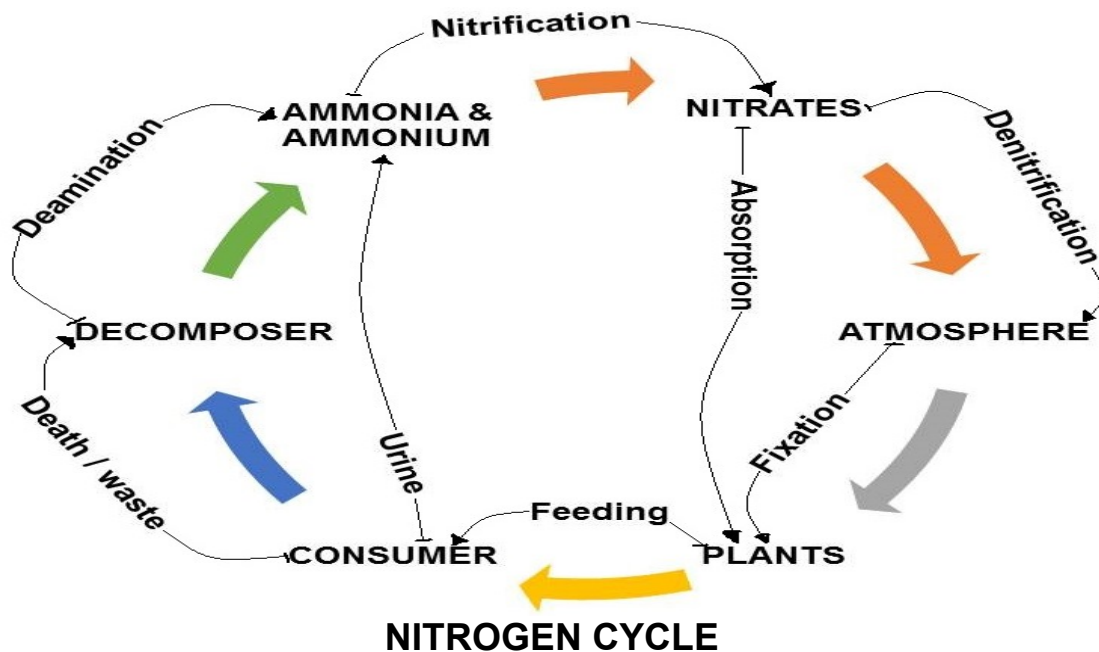 Nitrification
AMMONIA &
AMMONIUM
NITRATES
Deamination
Denitrification
Absorption
DECOMPOSER
ATMOSPHERE
Death / waste
Urine
Fixation
Feeding
CONSUMER
PLANTS
NITROGEN CYCLE